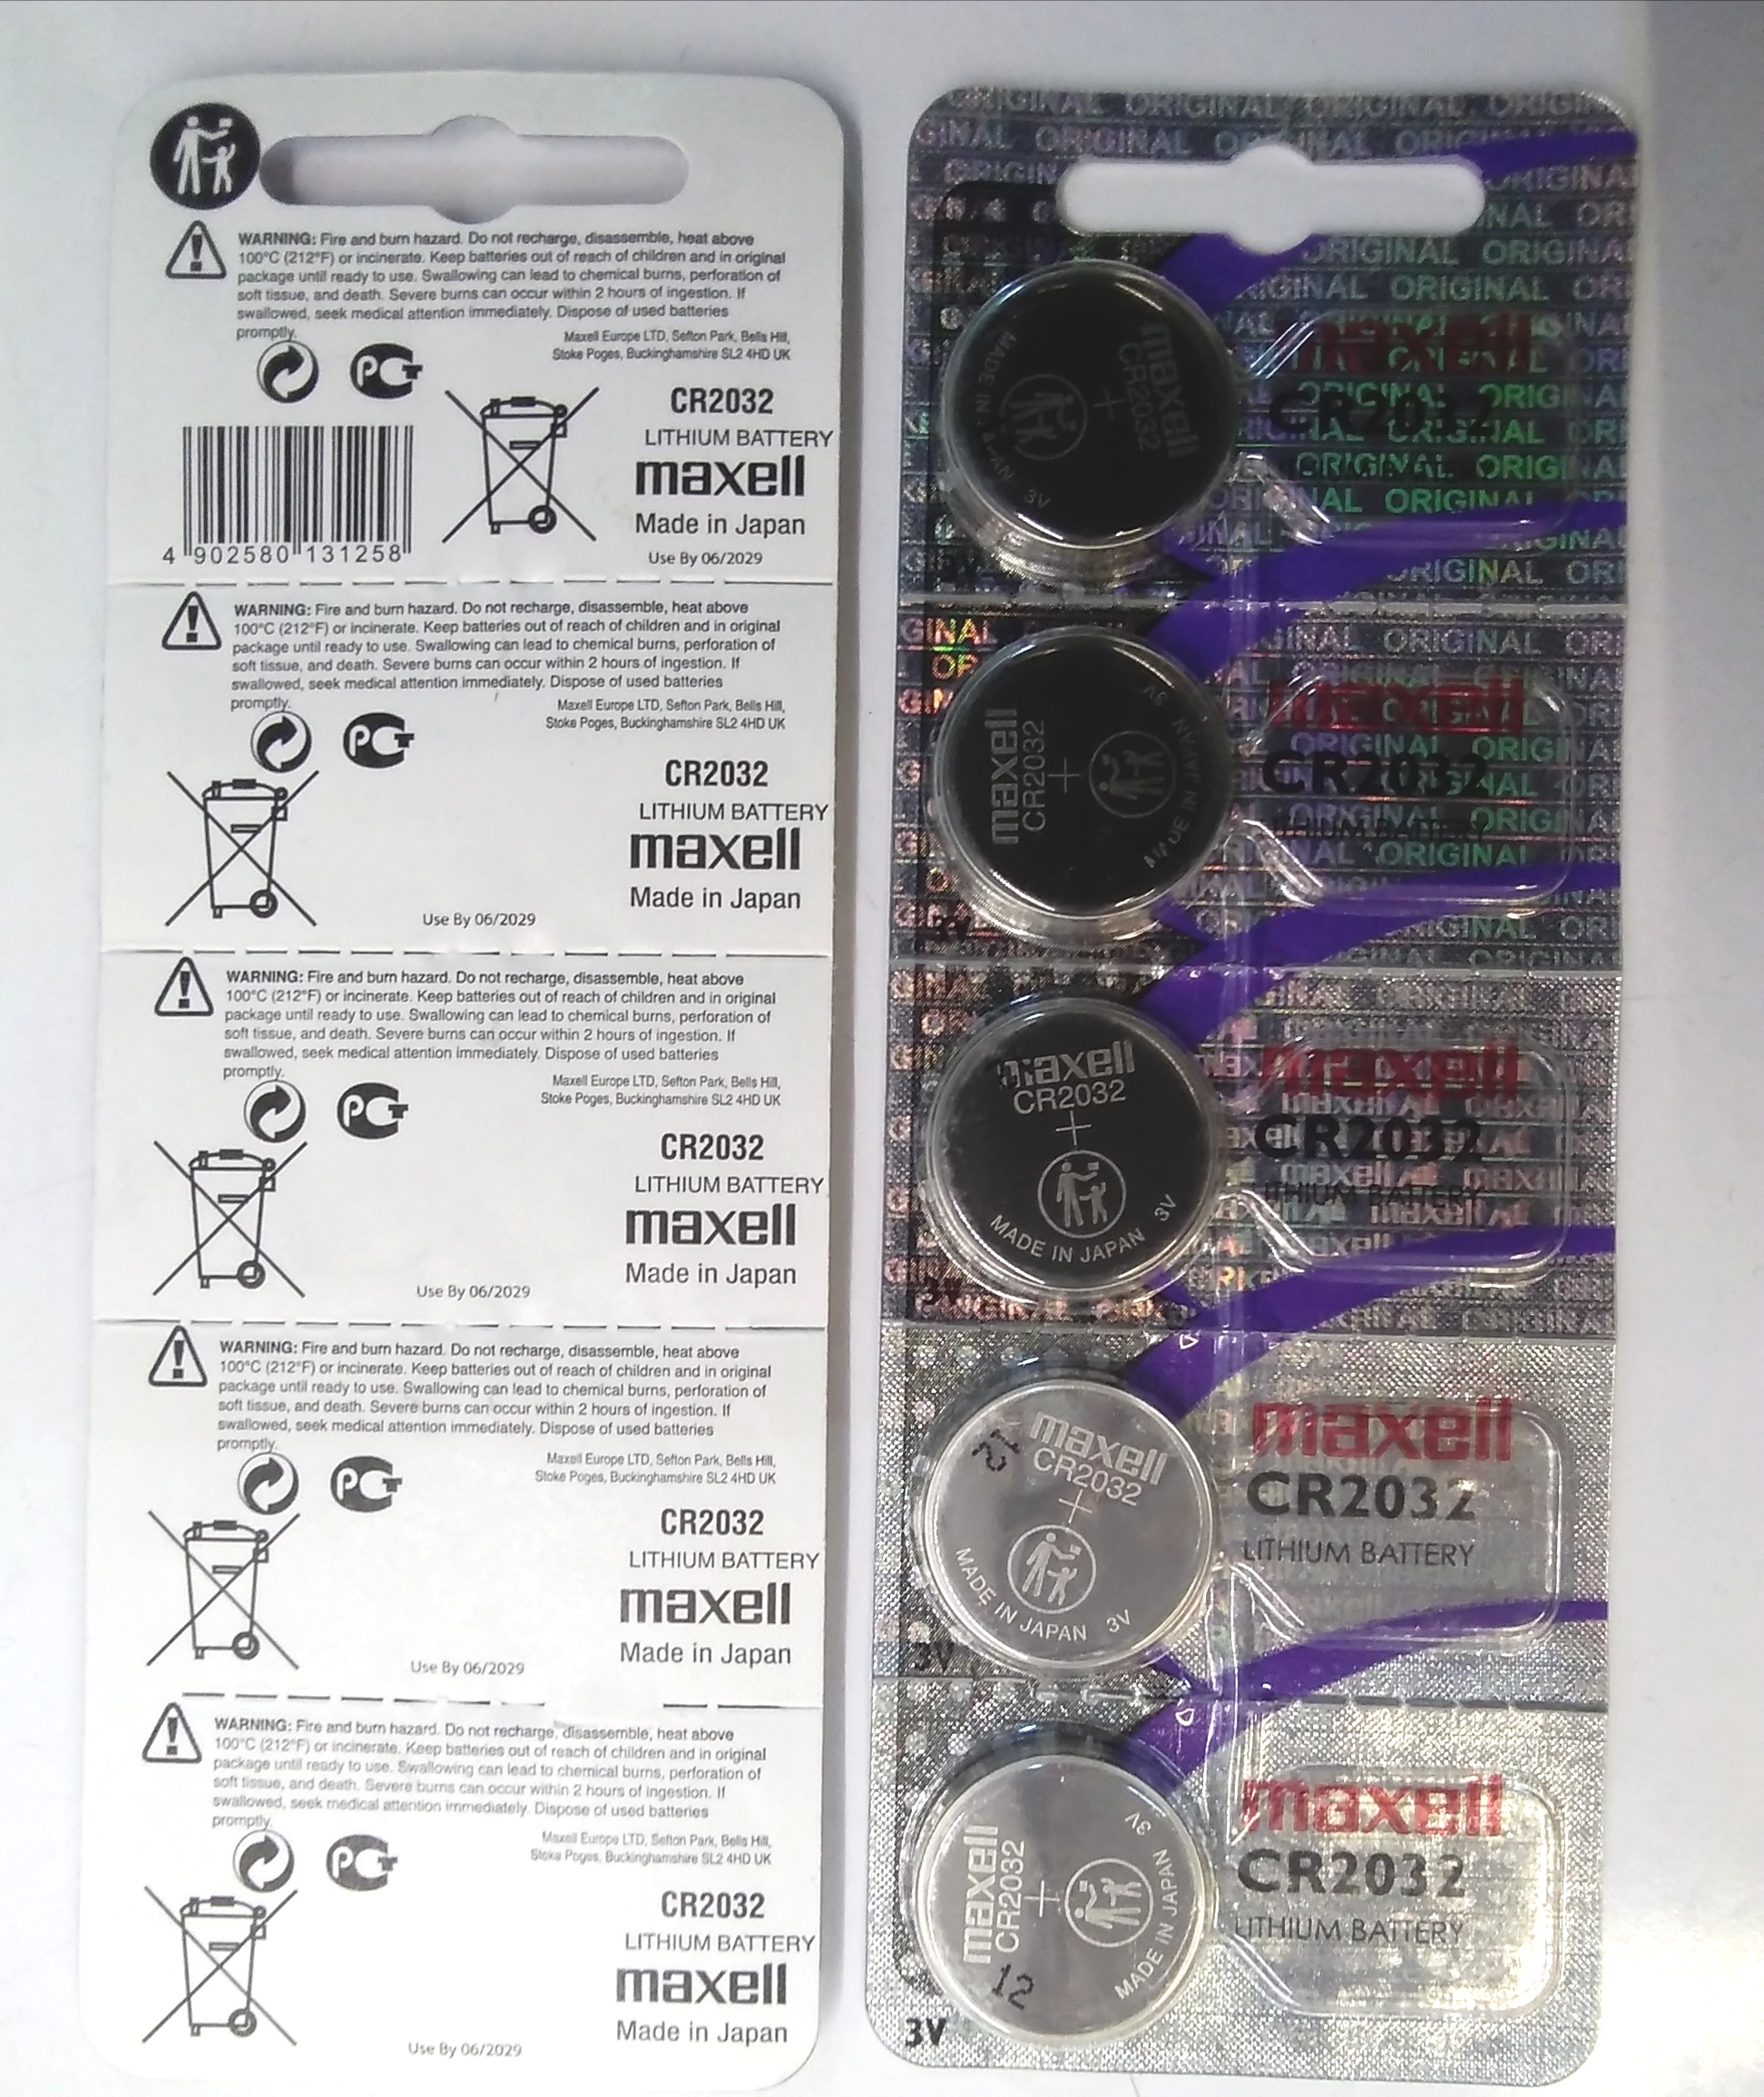 WARNING: Fire and burn hazard. Do not recharge, disassemble, heat above
100°C (212°F) or incinerate. Keep batteries out of reach of children and in original
package until ready to use. Swallowing can lead to chemical burns, perforation of
soft tissue, and death. Severe burns can occur within 2 hours of ingestion. If
swallowed, seek medical attention immediately. Dispose of used batteries
promptly.
Maxell Europe LTD, Sefton Park, Bells Hill,
Stoke Poges, Buckinghamshire SL2 4HD UK
CR2032
LITHIUM BATTERY
maxell
Made in Japan
Use By 06/2029
4 902580 131258
WARNING: Fire and burn hazard. Do not recharge, disassemble, heat above
100°C (212°F) or incinerate. Keep batteries out of reach of children and in original
package until ready to use. Swallowing can lead to chemical burns, perforation of
soft tissue, and death. Severe burns can occur within 2 hours of ingestion. If
swallowed, seek medical attention immediately. Dispose of used batteries
promptly.
Maxell Europe LTD, Sefton Park, Bells Hill,
Stoke Poges, Buckinghamshire SL2 4HD UK
CR2032
LITHIUM BATTERY
maxell
Made in Japan
Use By 06/2029
WARNING: Fire and burn hazard. Do not recharge, disassemble, heat above
100°C (212°F) or incinerate. Keep batteries out of reach of children and in original
package until ready to use. Swallowing can lead to chemical burns, perforation of
soft tissue, and death. Severe burns can occur within 2 hours of ingestion. If
swallowed, seek medical attention immediately. Dispose of used batteries
promptly.
Maxell Europe LTD, Sefton Park, Bells Hill,
Stoke Poges, Buckinghamshire SL2 4HD UK
CR2032
LITHIUM BATTERY
maxell
Made in Japan
Use By 06/2029
WARNING: Fire and burn hazard. Do not recharge, disassemble, heat above
100°C (212°F) or incinerate. Keep batteries out of reach of children and in original
package until ready to use. Swallowing can lead to chemical burns, perforation of
soft tissue, and death. Severe burns can occur within 2 hours of ingestion. If
swallowed, seek medical attention immediately. Dispose of used batteries
promptly.
Maxell Europe LTD, Sefton Park, Bells Hill,
Stoke Poges, Buckinghamshire SL2 4HD UK
CR2032
LITHIUM BATTERY
maxell
Made in Japan
Use By 06/2029
WARNING: Fire and burn hazard. Do not recharge, disassemble, heat above
100°C (212°F) or incinerate. Keep batteries out of reach of children and in original
package until ready to use. Swallowing can lead to chemical burns, perforation of
soft tissue, and death. Severe burns can occur within 2 hours of ingestion. If
swallowed, seek medical attention immediately. Dispose of used batteries
promptly.
Maxell Europe LTD, Sefton Park, Bells Hill,
Stoke Poges, Buckinghamshire SL2 4HD UK
CR2032
LITHIUM BATTERY
maxell
Made in Japan
Use By 06/2029
ORIGINAL ORIGINAL ORIGINAL
maxell
CR2032
+
MADE IN JAPAN 3V
maxell
CR2032
maxell
CR2032
+
MADE IN JAPAN 3V
maxell
CR2032
LITHIUM BATTERY
3V
maxell
CR2032
+
MADE IN JAPAN 3V
maxell
CR2032
LITHIUM BATTERY
3V
maxell
CR2032
+
MADE IN JAPAN 3V
12
maxell
CR2032
LITHIUM BATTERY
3V
maxell
CR2032
+
MADE IN JAPAN 3V
12
maxell
CR2032
LITHIUM BATTERY
3V